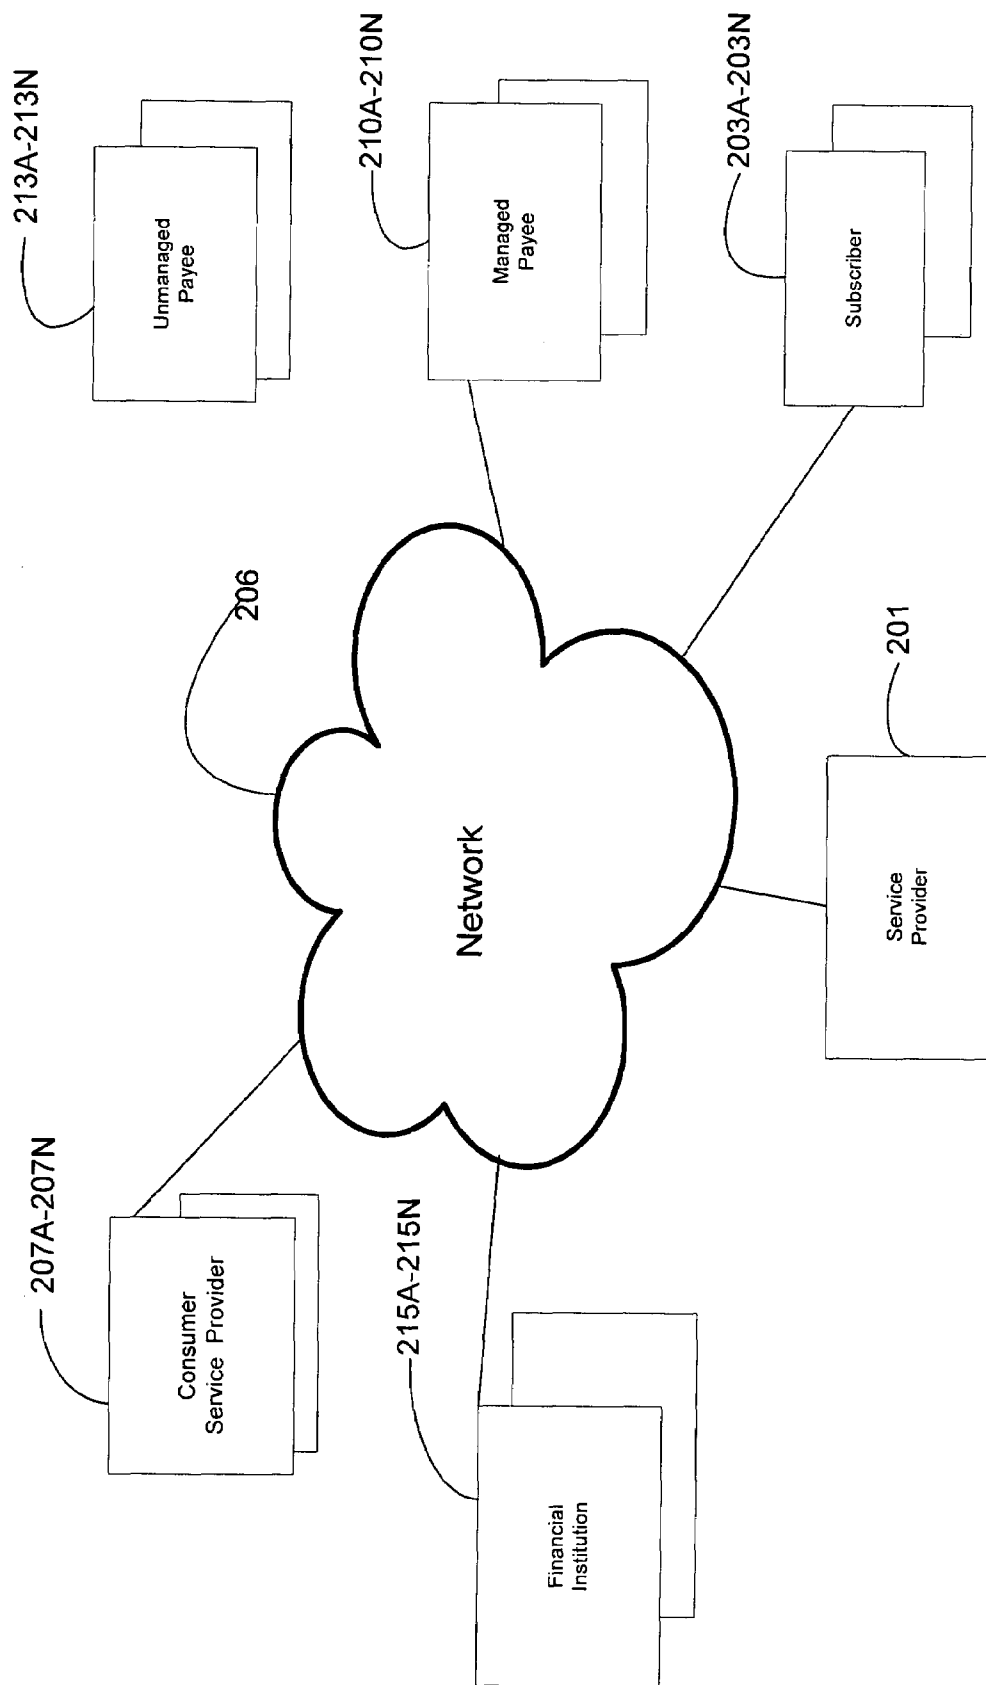 207A-207N
Consumer
Service Provider
206
213A-213N
Unmanaged
Payee
215A-215N
Financial
Institution
Network
210A-210N
Managed
Payee
Service
Provider
201
203A-203N
Subscriber